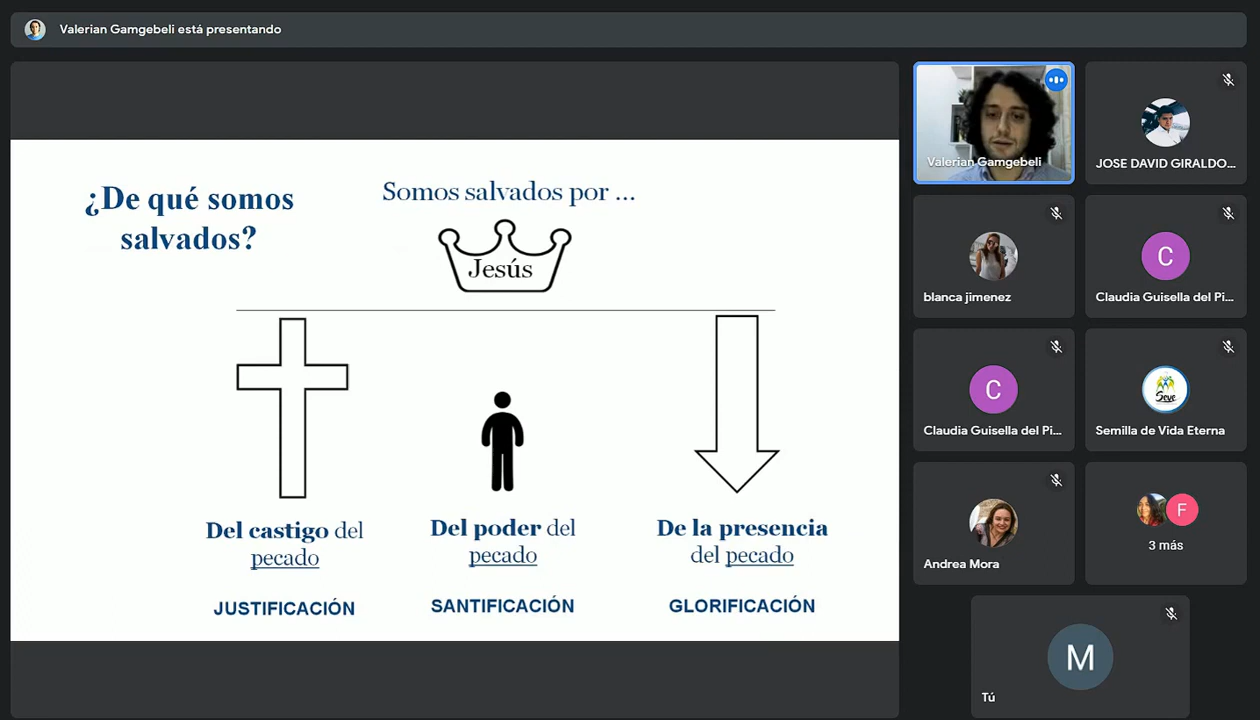 Valerian Gamgebeli está presentando
¿De qué somos
salvados?
Somos salvados por ...
Jesús
Del castigo del
pecado
JUSTIFICACIÓN
Del poder del
pecado
SANTIFICACIÓN
De la presencia
del pecado
GLORIFICACIÓN
Valerian Gamgebeli
JOSE DAVID GIRALDO...
blanca jimenez
C
Claudia Guisella del Pi...
C
Claudia Guisella del Pi...
Seve
Semilla de Vida Eterna
Andrea Mora
F
3 más
M
Tú